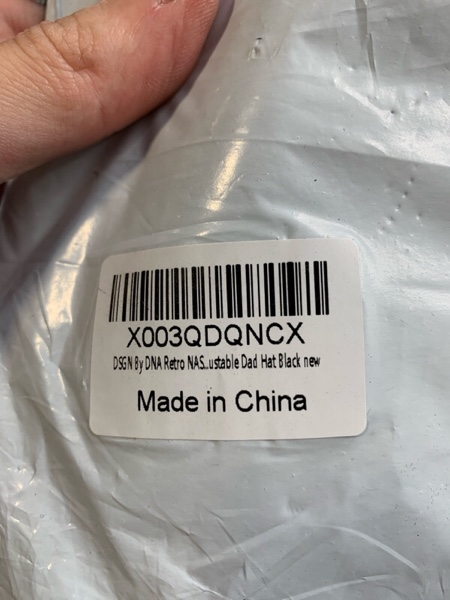 X003QDQNCX
DSGN By DNA Retro NAS...ustable Dad Hat Black new
Made in China